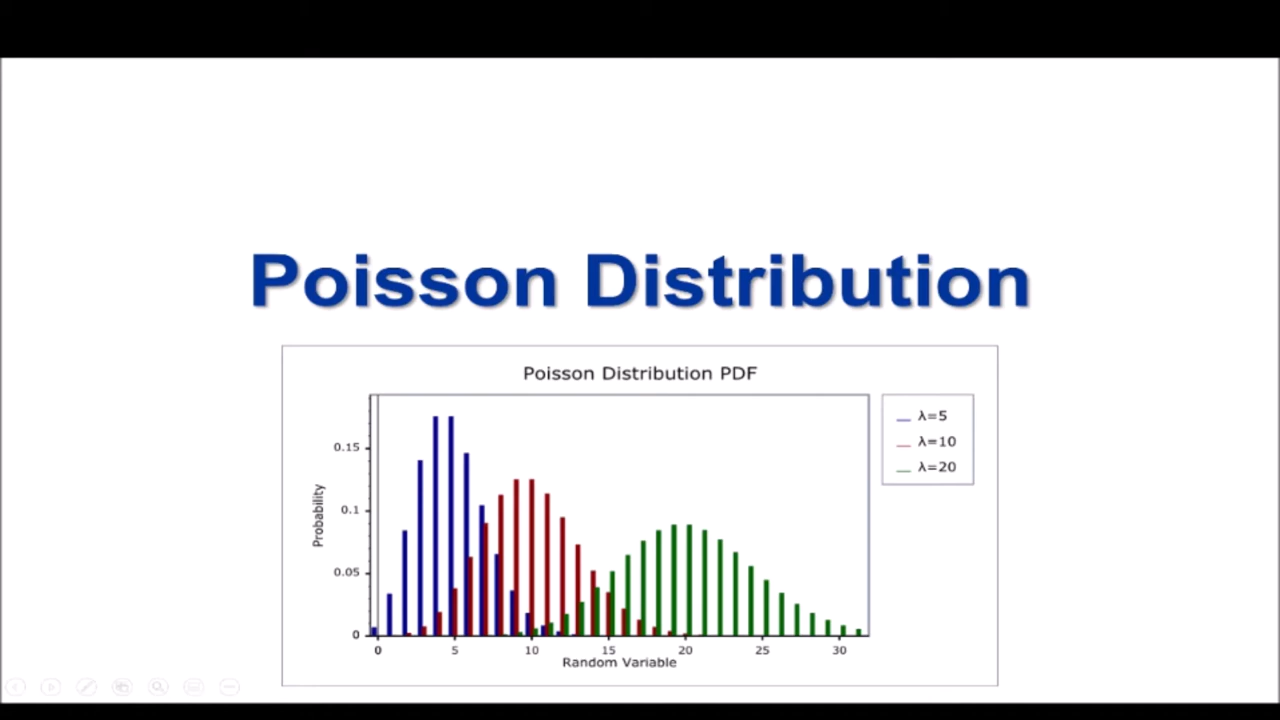 Poisson Distribution
Poisson Distribution PDF
λ=5
λ=10
λ=20
0.15
0.1
0.05
0
Probability
0 5 10 15 20 25 30
Random Variable